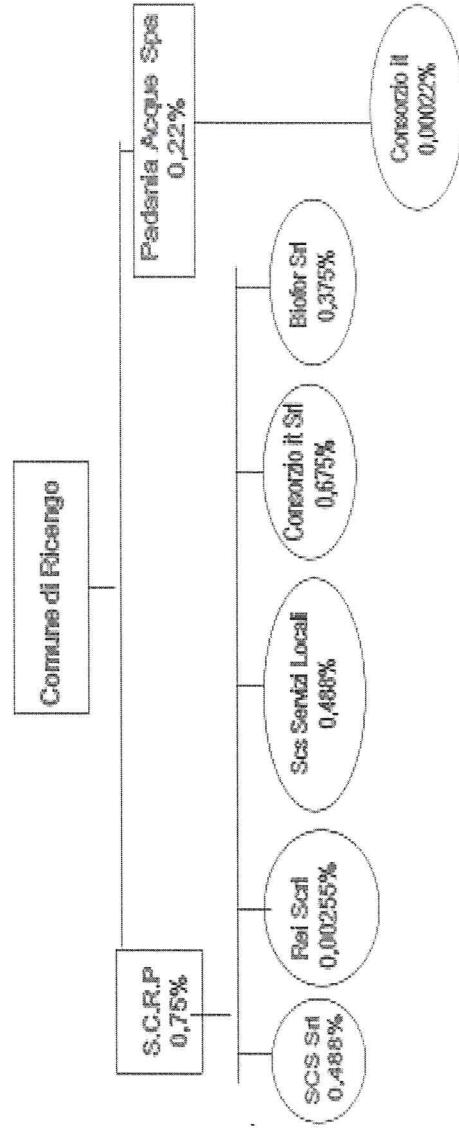 Comune di Ricengo
S.C.R.P
0,75%
Padania Acque Spa
0,22%
SCS Srl
0,488%
Rei Scrl
0,00255%
Scs Servizi Locali
0,488%
Consorzio it Srl
0,675%
Biofor Srl
0,375%
Consorzio it
0,00022%